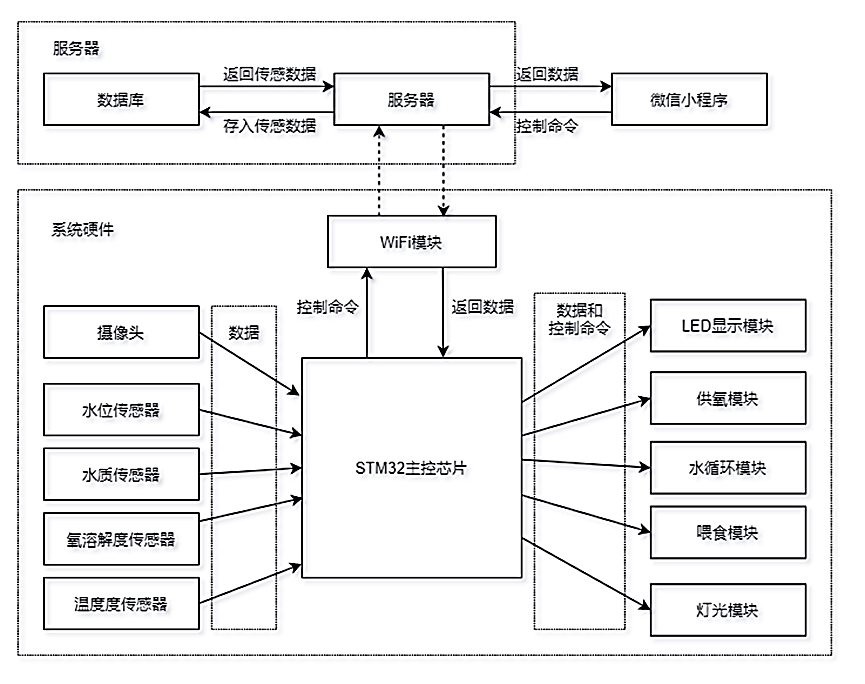 服务器
返回传感数据
返回数据
数据库
服务器
微信小程序
存入传感数据
控制命令
系统硬件
WiFi模块
控制命令
返回数据
数据和
控制命令
摄像头
数据
LED显示模块
水位传感器
供氢模块
水质传感器
STM32主控芯片
水循环模块
氢溶解度传感器
喂食模块
温度度传感器
灯光模块